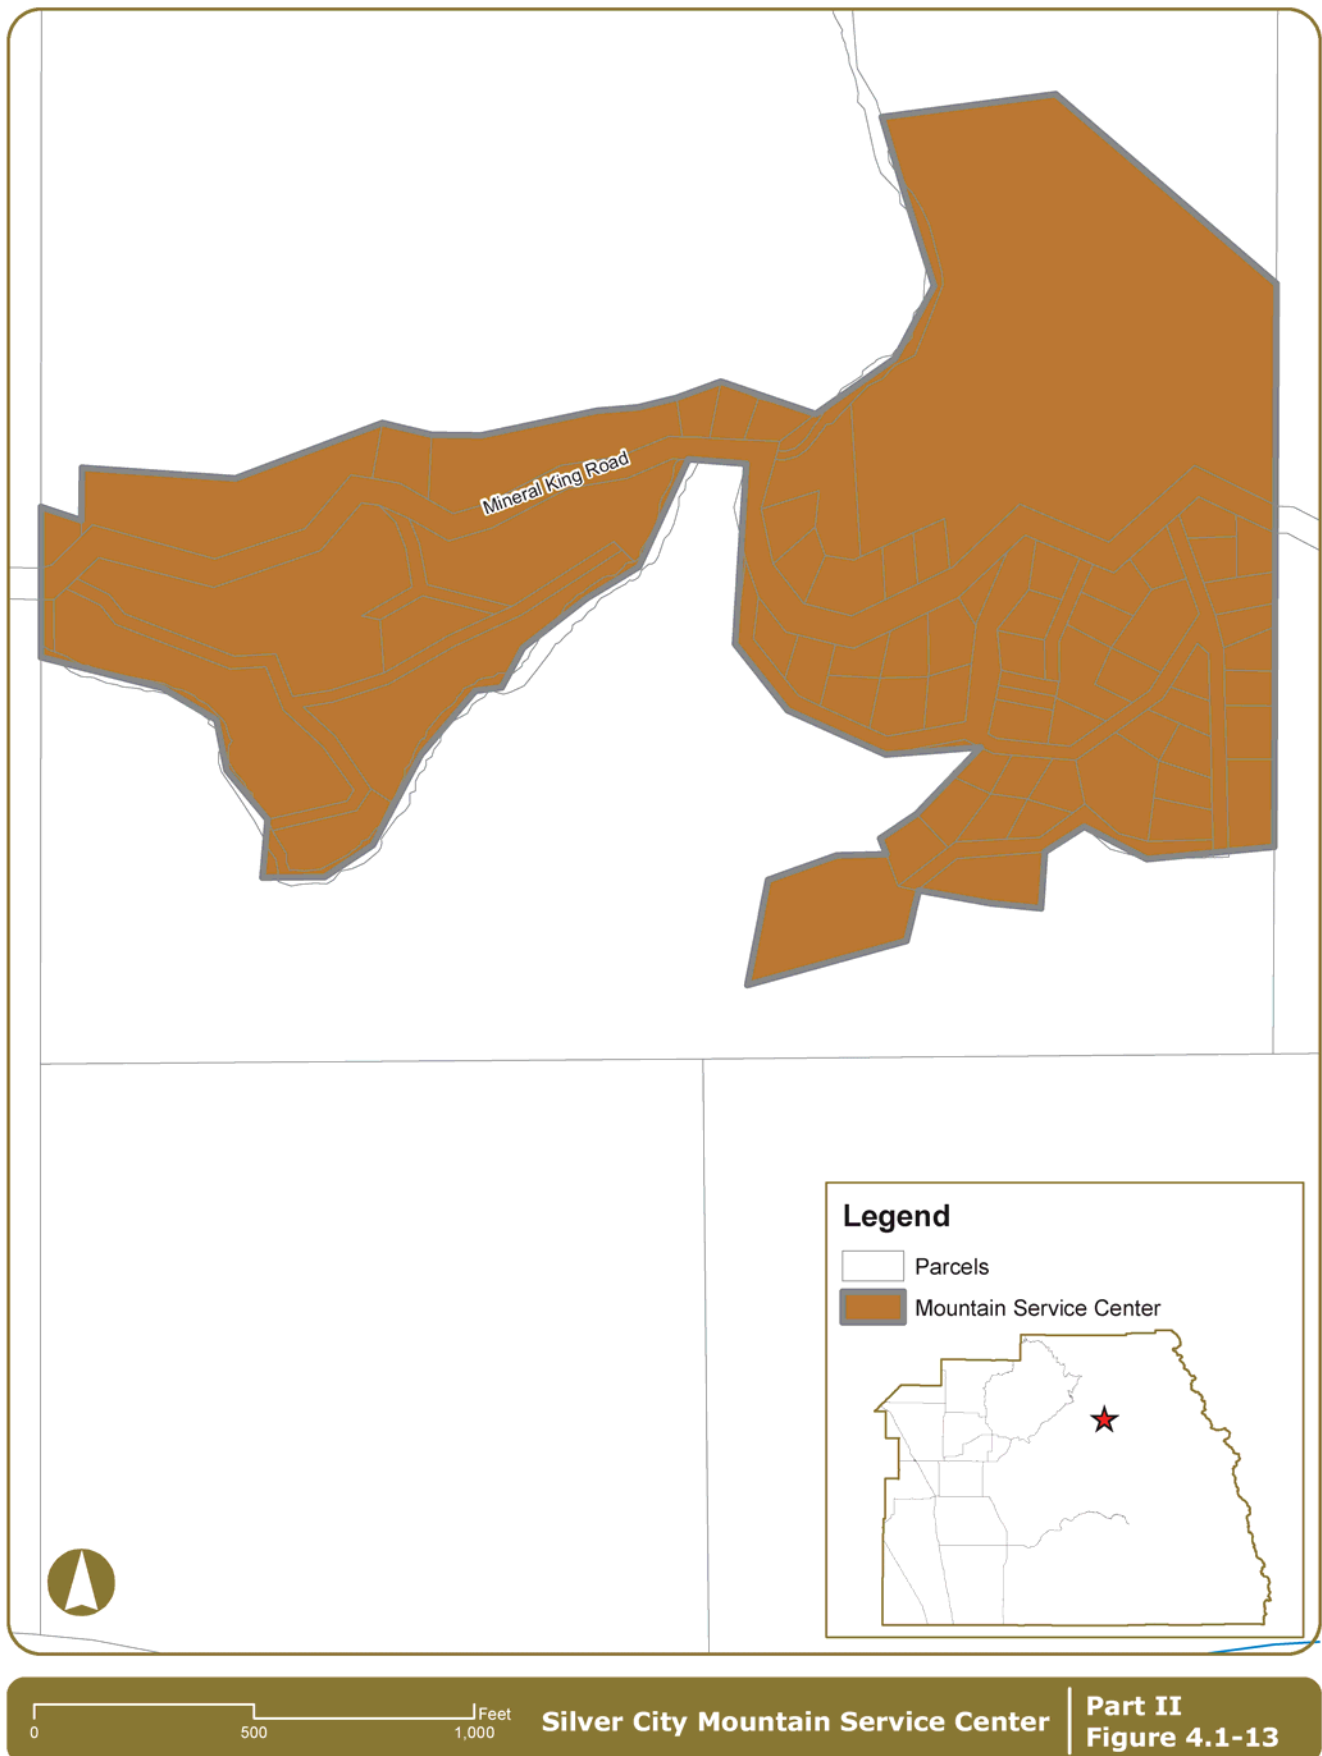 Mineral King Road
Legend
Parcels
Mountain Service Center
Feet
0 500 1,000
Silver City Mountain Service Center
Part II
Figure 4.1-13